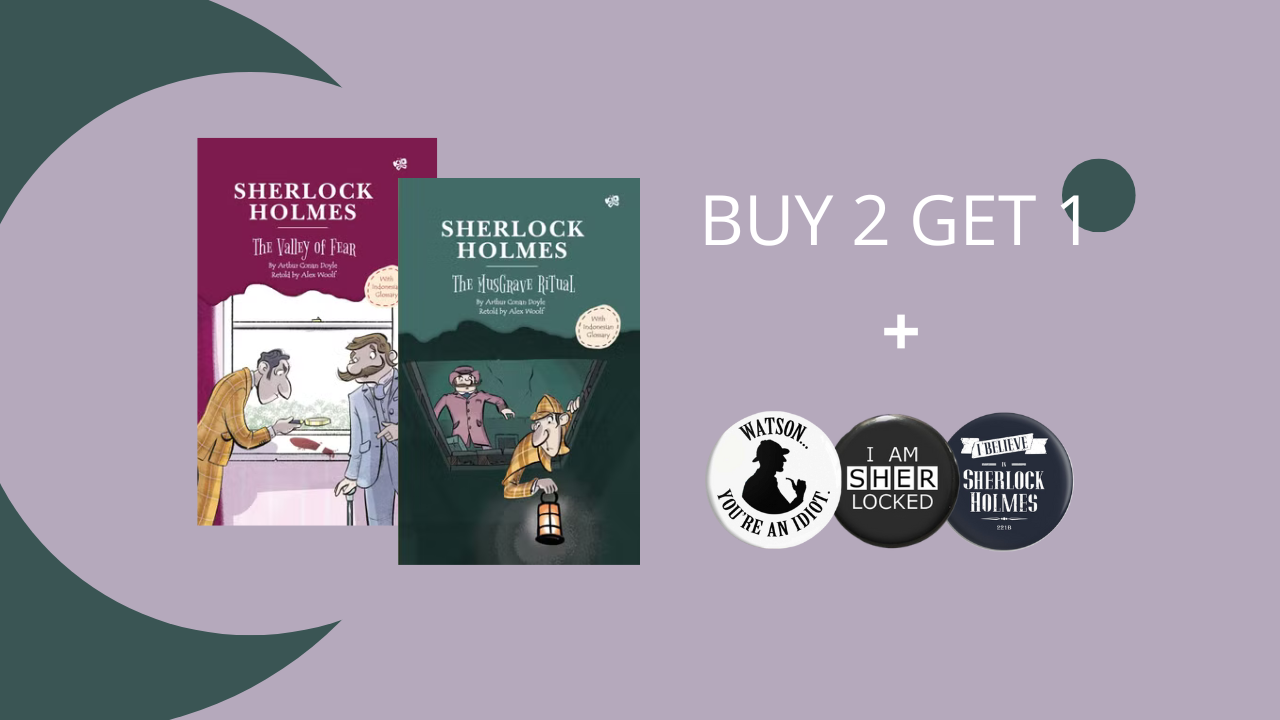 SHERLOCK
HOLMES
The Valley of Fear
By Arthur Conan Doyle
Retold by Alex Woolf
With
Indonesia
Glossary
SHERLOCK
HOLMES
The MusGrave RiTual
By Arthur Conan Doyle
Retold by Alex Woolf
With
Indonesian
Glossary
BUY 2 GET 1
+
WATSON...
YOU'RE AN IDIOT.
I AM
SHER
LOCKED
I BELIEVE
IN
SHERLOCK
HOLMES
221B